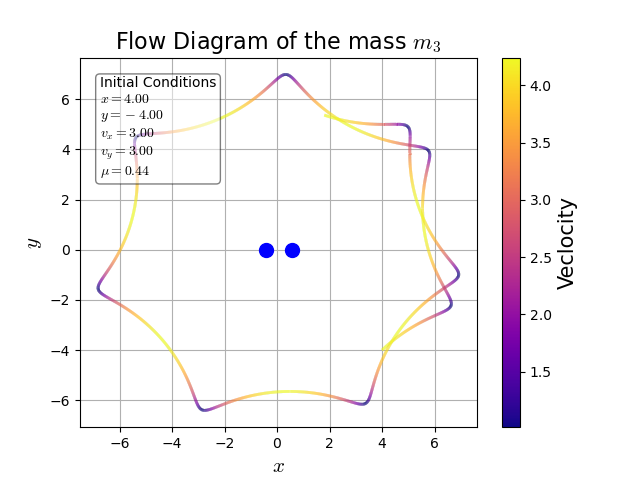 Flow Diagram of the mass m₃
Initial Conditions
x = 4.00
y = − 4.00
vₓ = 3.00
v_y = 3.00
μ = 0.44
6
4
2
0
−2
−4
−6
y
−6 −4 −2 0 2 4 6
x
4.0
3.5
3.0
2.5
2.0
1.5
Veclocity